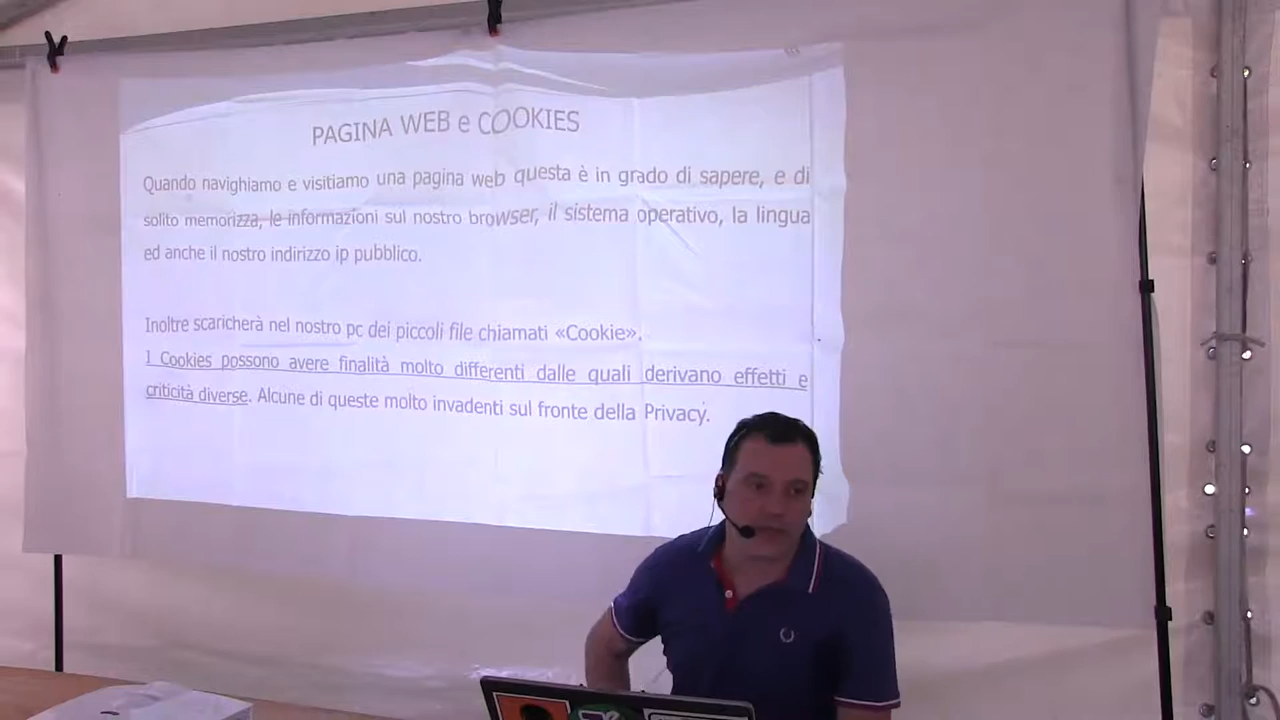 PAGINA WEB e COOKIES
Quando navighiamo e visitiamo una pagina web questa è in grado di sapere, e di
solito memorizza, le informazioni sul nostro browser, il sistema operativo, la lingua
ed anche il nostro indirizzo ip pubblico.
Inoltre scaricherà nel nostro pc dei piccoli file chiamati «Cookie».
I Cookies possono avere finalità molto differenti dalle quali derivano effetti e
criticità diverse. Alcune di queste molto invadenti sul fronte della Privacy.